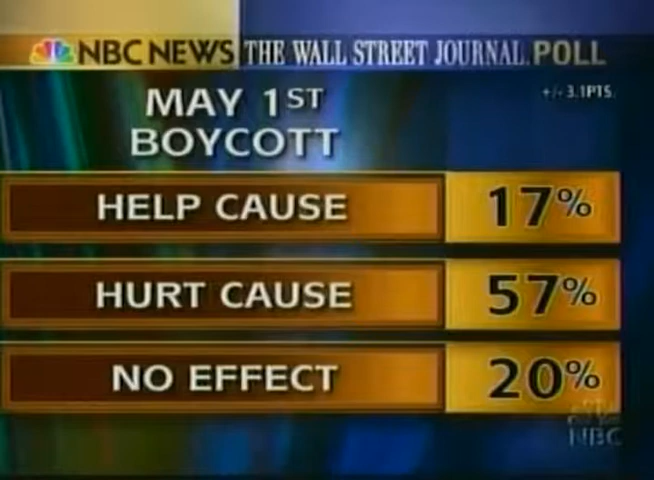 NBC NEWS THE WALL STREET JOURNAL. POLL
+/- 3.1PTS.
MAY 1ST
BOYCOTT
HELP CAUSE 17%
HURT CAUSE 57%
NO EFFECT 20%
NBC